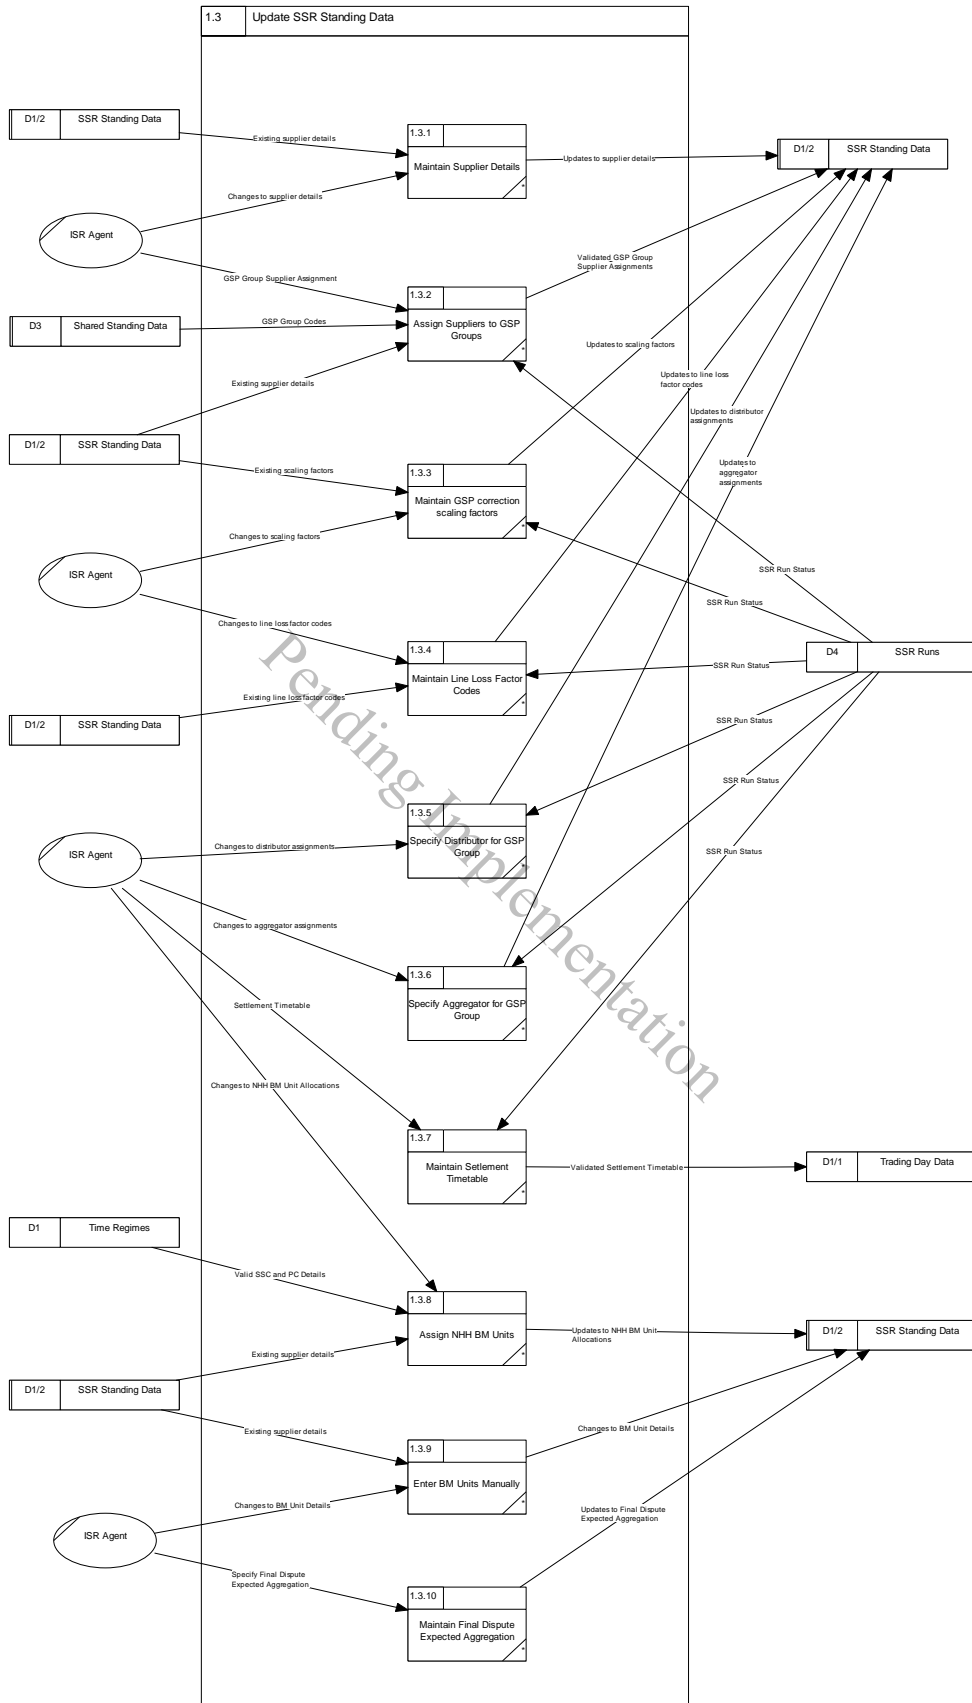 1.3 Update SSR Standing Data
D1/2 SSR Standing Data
Existing supplier details
1.3.1
Maintain Supplier Details
*
Updates to supplier details
D1/2 SSR Standing Data
Changes to supplier details
ISR Agent
GSP Group Supplier Assignment
Validated GSP Group
Supplier Assignments
1.3.2
Assign Suppliers to GSP
Groups
*
D3 Shared Standing Data
GSP Group Codes
Updates to scaling factors
Existing supplier details
Updates to line loss
factor codes
Updates to distributor
assignments
D1/2 SSR Standing Data
Existing scaling factors
Updates to
aggregator
assignments
1.3.3
Maintain GSP correction
scaling factors
*
Changes to scaling factors
ISR Agent
SSR Run Status
SSR Run Status
Changes to line loss factor codes
1.3.4
Maintain Line Loss Factor
Codes
*
D4 SSR Runs
SSR Run Status
Existing line loss factor codes
D1/2 SSR Standing Data
SSR Run Status
SSR Run Status
Pending Implementation
1.3.5
Specify Distributor for GSP
Group
*
ISR Agent
Changes to distributor assignments
SSR Run Status
Changes to aggregator assignments
1.3.6
Specify Aggregator for GSP
Group
*
Settlement Timetable
Changes to NHH BM Unit Allocations
1.3.7
Maintain Setlement
Timetable
*
Validated Settlement Timetable
D1/1 Trading Day Data
D1 Time Regimes
Valid SSC and PC Details
1.3.8
Assign NHH BM Units
*
Updates to NHH BM Unit
Allocations
D1/2 SSR Standing Data
Existing supplier details
D1/2 SSR Standing Data
Existing supplier details
Changes to BM Unit Details
1.3.9
Enter BM Units Manually
*
Changes to BM Unit Details
Updates to Final Dispute
Expected Aggregation
ISR Agent
Specify Final Dispute
Expected Aggregation
1.3.10
Maintain Final Dispute
Expected Aggregation
*